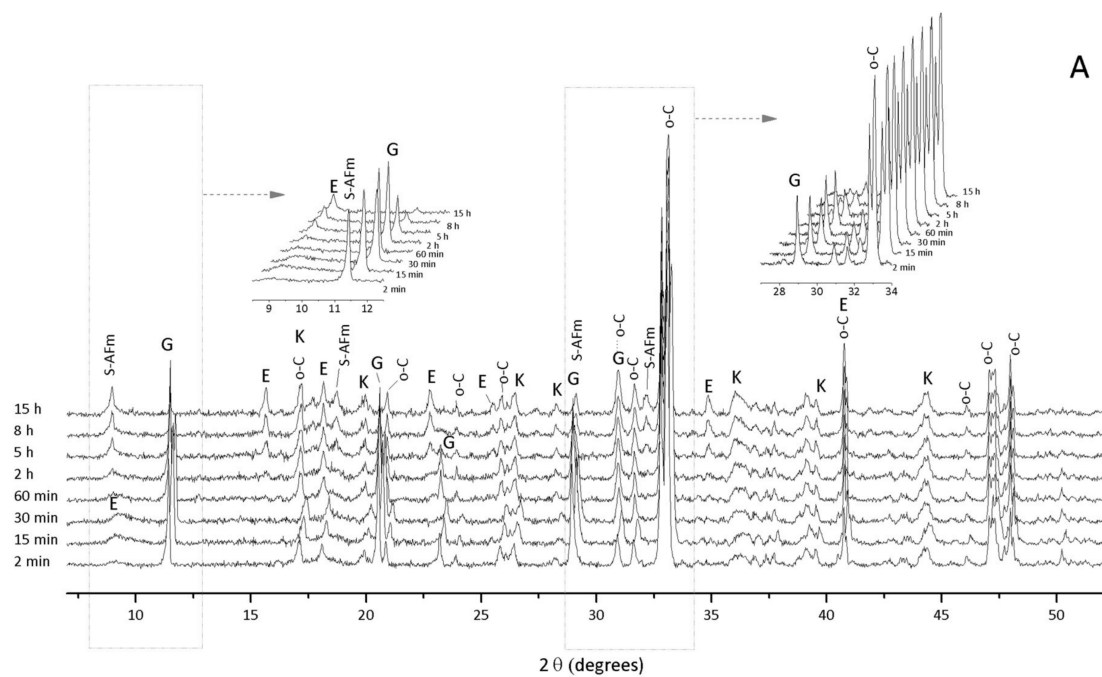 A
o-C
G
15 h
8 h
5 h
2 h
60 min
30 min
15 min
2 min
28 30 32 34
G
E
S-AFm
15 h
8 h
5 h
2 h
60 min
30 min
15 min
2 min
9 10 11 12
o-C
S-AFm
G
E
K
o-C
E
S-AFm
K
G
o-C
E
o-C
G
E
o-C
K
K
S-AFm
G
o-C
G
o-C
S-AFm
E
K
K
E
o-C
K
o-C
o-C
o-C
15 h
8 h
5 h
2 h
60 min
E
30 min
15 min
2 min
10 15 20 25 30 35 40 45 50
2 θ (degrees)